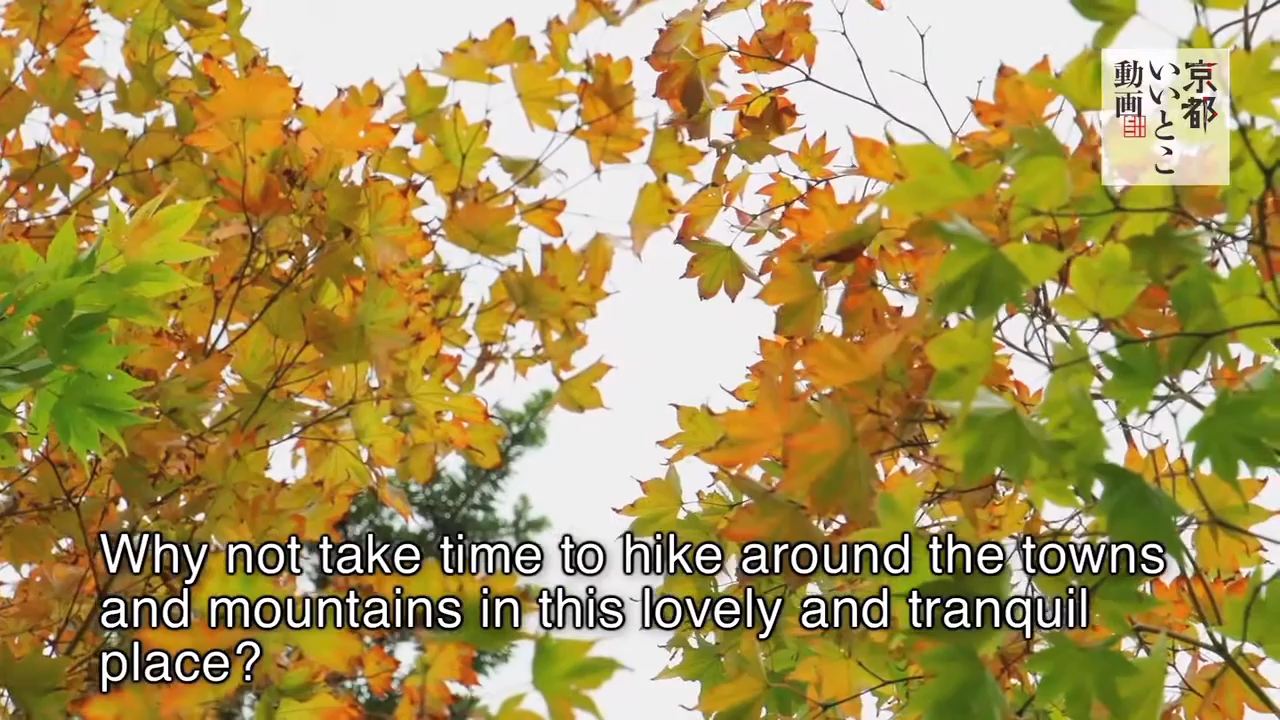 京都
いいとこ
動画
Why not take time to hike around the towns
and mountains in this lovely and tranquil
place?